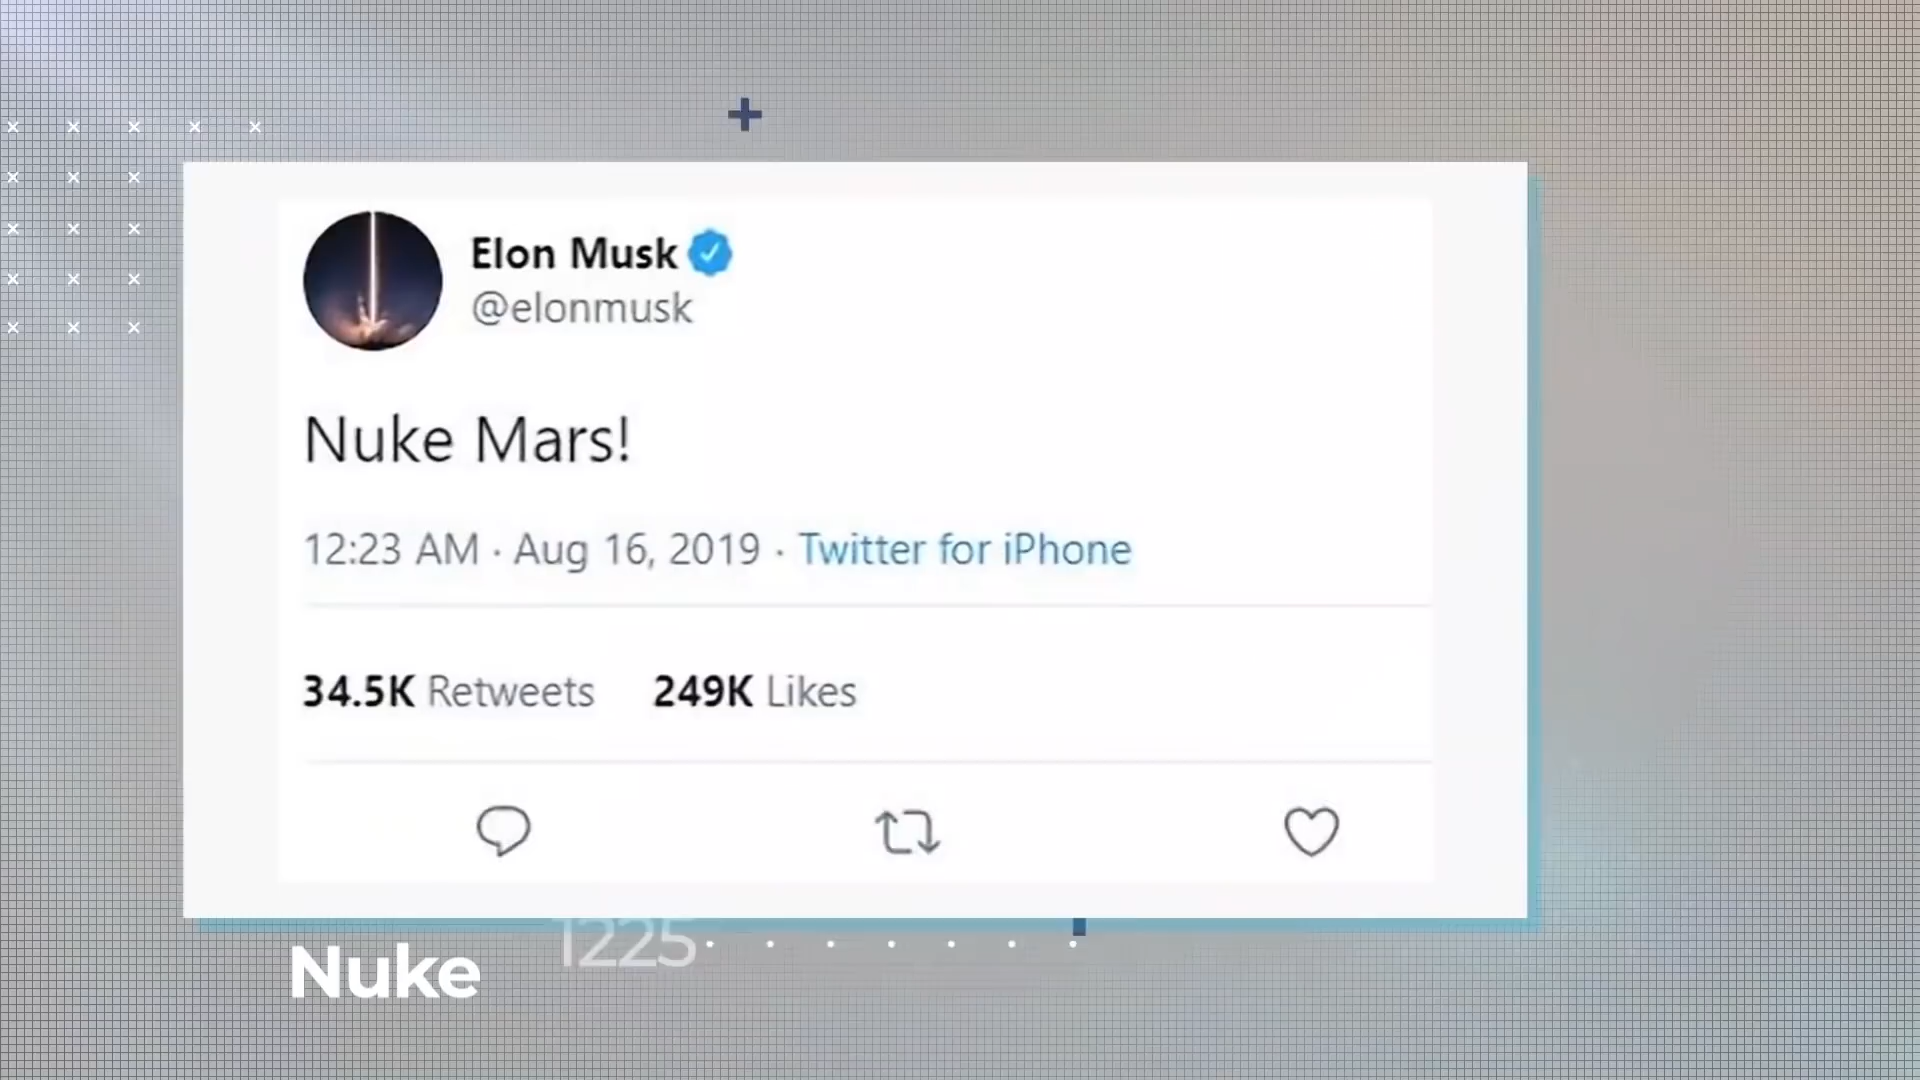 Elon Musk
@elonmusk
Nuke Mars!
12:23 AM · Aug 16, 2019 · Twitter for iPhone
34.5K Retweets 249K Likes
1225
Nuke